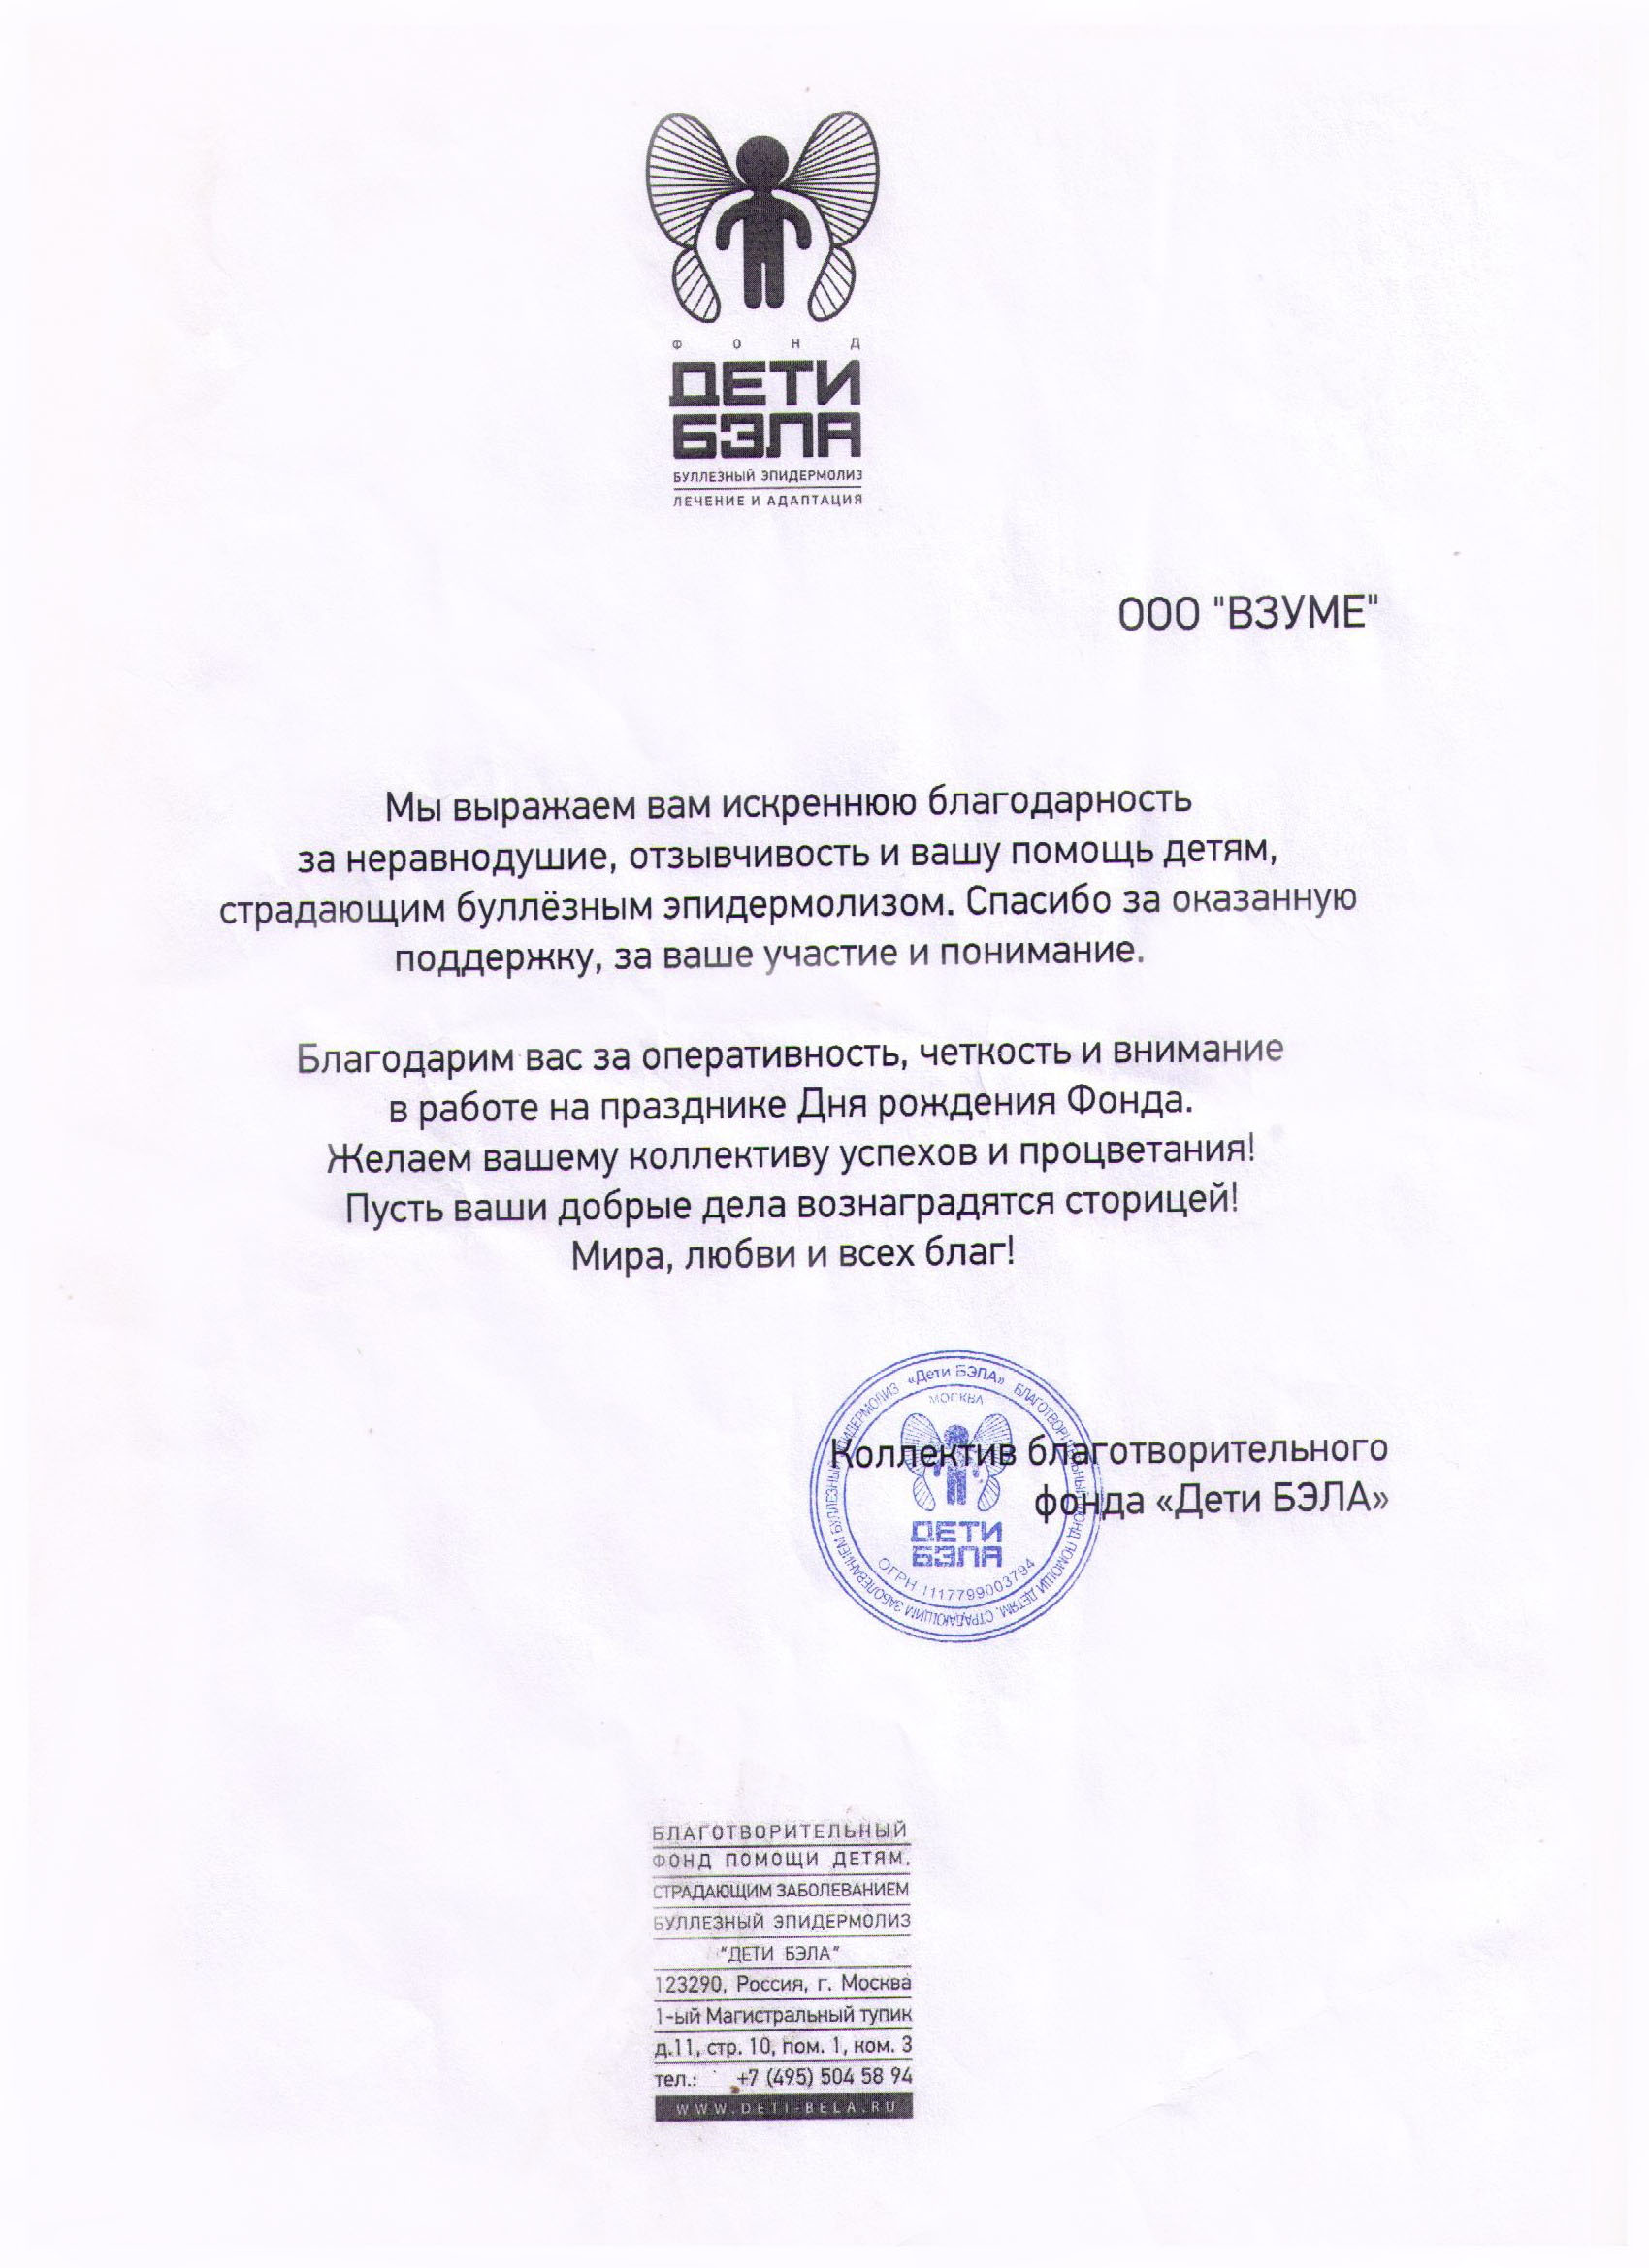 ФОНД
ДЕТИ
БЭЛА
БУЛЛЕЗНЫЙ ЭПИДЕРМОЛИЗ
ЛЕЧЕНИЕ И АДАПТАЦИЯ
ООО "ВЗУМЕ"
Мы выражаем вам искреннюю благодарность
за неравнодушие, отзывчивость и вашу помощь детям,
страдающим буллёзным эпидермолизом. Спасибо за оказанную
поддержку, за ваше участие и понимание.
Благодарим вас за оперативность, четкость и внимание
в работе на празднике Дня рождения Фонда.
Желаем вашему коллективу успехов и процветания!
Пусть ваши добрые дела вознаградятся сторицей!
Мира, любви и всех благ!
Коллектив благотворительного
фонда «Дети БЭЛА»
«Дети БЭЛА» БЛАГОТВОРИТЕЛЬНЫЙ ФОНД ПОМОЩИ ДЕТЯМ, СТРАДАЮЩИМ ЗАБОЛЕВАНИЕМ БУЛЛЕЗНЫЙ ЭПИДЕРМОЛИЗ
МОСКВА
ДЕТИ
БЭЛА
ОГРН 1117799003794
БЛАГОТВОРИТЕЛЬНЫЙ
ФОНД ПОМОЩИ ДЕТЯМ,
СТРАДАЮЩИМ ЗАБОЛЕВАНИЕМ
БУЛЛЕЗНЫЙ ЭПИДЕРМОЛИЗ
"ДЕТИ БЭЛА"
123290, Россия, г. Москва
1-ый Магистральный тупик
д.11, стр. 10, пом. 1, ком. 3
тел.: +7 (495) 504 58 94
WWW.DETI-BELA.RU